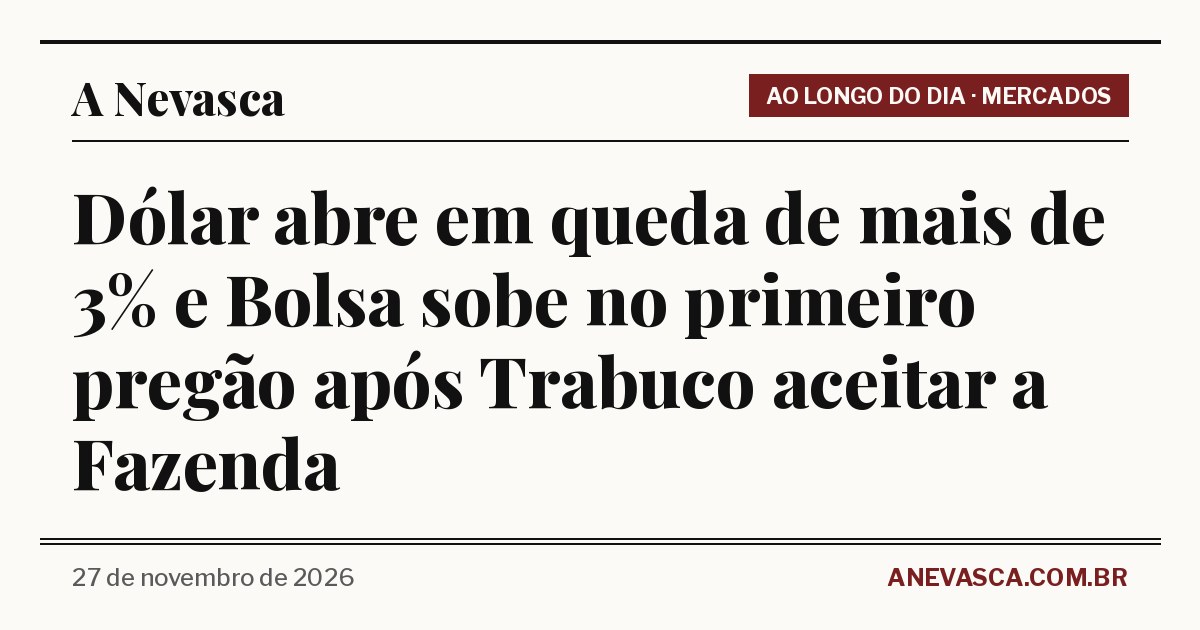 A Nevasca
AO LONGO DO DIA · MERCADOS
Dólar abre em queda de mais de
3% e Bolsa sobe no primeiro
pregão após Trabuco aceitar a
Fazenda
27 de novembro de 2026
ANEVASCA.COM.BR